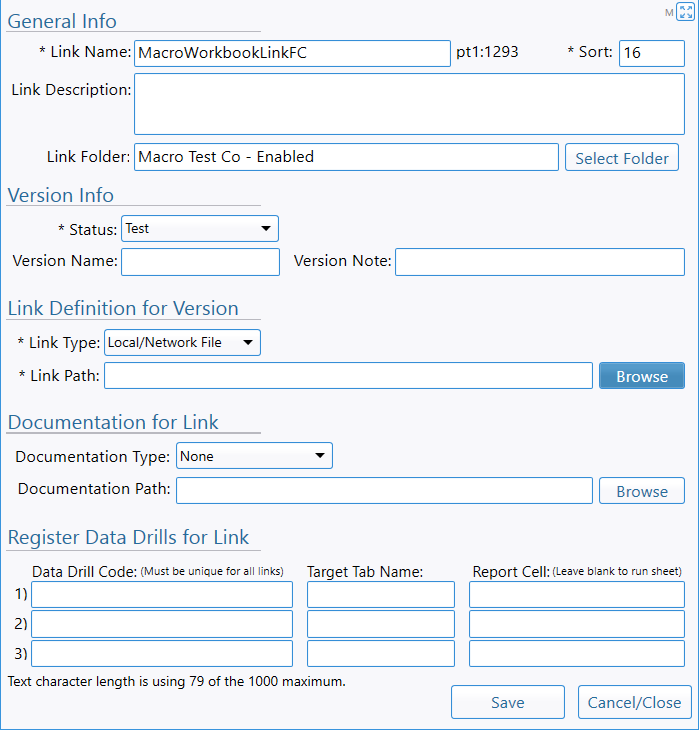 General Info
M
* Link Name: MacroWorkbookLinkFC pt1:1293 * Sort: 16
Link Description:
Link Folder: Macro Test Co - Enabled Select Folder
Version Info
* Status: Test
Version Name: Version Note:
Link Definition for Version
* Link Type: Local/Network File
* Link Path: Browse
Documentation for Link
Documentation Type: None
Documentation Path: Browse
Register Data Drills for Link
Data Drill Code: (Must be unique for all links) Target Tab Name: Report Cell: (Leave blank to run sheet)
1)
2)
3)
Text character length is using 79 of the 1000 maximum.
Save Cancel/Close